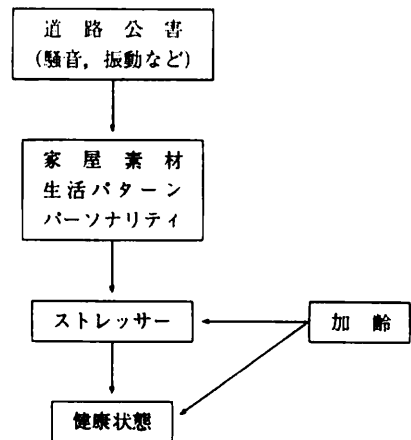 道路公害
(騒音,振動など)
家屋素材
生活パターン
パーソナリティ
ストレッサー
加齢
健康状態